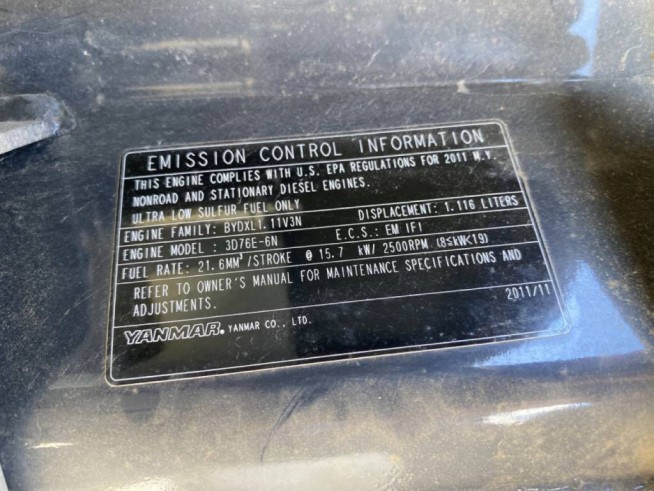 EMISSION CONTROL INFORMATION
THIS ENGINE COMPLIES WITH U.S. EPA REGULATIONS FOR 2011 M.Y.
NONROAD AND STATIONARY DIESEL ENGINES.
ULTRA LOW SULFUR FUEL ONLY
ENGINE FAMILY: BYDXL1.11V3N DISPLACEMENT: 1.116 LITERS
ENGINE MODEL : 3D76E-6N E.C.S.: EM IFI
FUEL RATE: 21.6MM³/STROKE @ 15.7 kW/ 2500RPM (8≤kW<19)
REFER TO OWNER'S MANUAL FOR MAINTENANCE SPECIFICATIONS AND
ADJUSTMENTS. 2011/11
YANMAR. YANMAR CO., LTD.